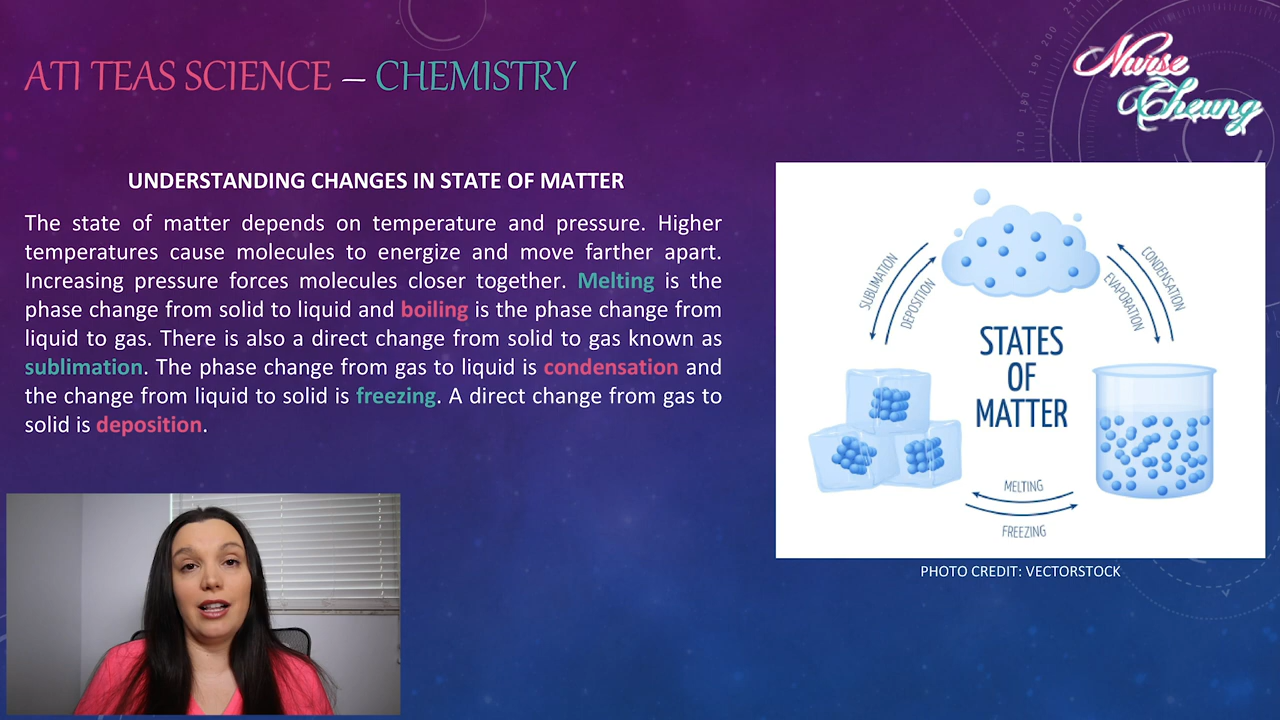 ATI TEAS SCIENCE – CHEMISTRY
Nurse
Cheung
170 180 190 200 210
UNDERSTANDING CHANGES IN STATE OF MATTER
The state of matter depends on temperature and pressure. Higher
temperatures cause molecules to energize and move farther apart.
Increasing pressure forces molecules closer together. Melting is the
phase change from solid to liquid and boiling is the phase change from
liquid to gas. There is also a direct change from solid to gas known as
sublimation. The phase change from gas to liquid is condensation and
the change from liquid to solid is freezing. A direct change from gas to
solid is deposition.
SUBLIMATION
DEPOSITION
CONDENSATION
EVAPORATION
STATES
OF
MATTER
MELTING
FREEZING
PHOTO CREDIT: VECTORSTOCK